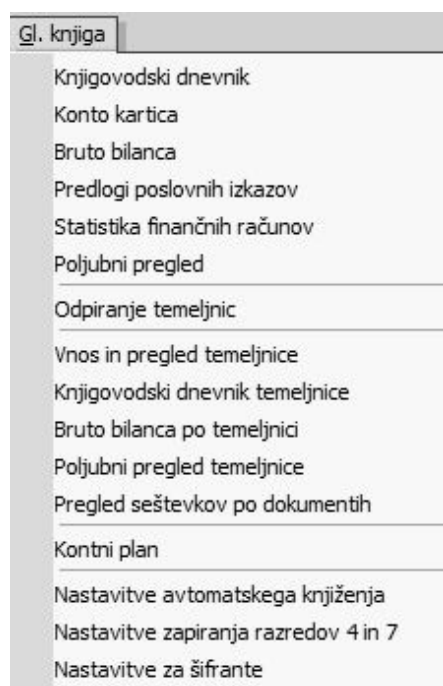 Gl. knjiga
Knjigovodski dnevnik
Konto kartica
Bruto bilanca
Predlogi poslovnih izkazov
Statistika finančnih računov
Poljubni pregled
Odpiranje temeljnic
Vnos in pregled temeljnice
Knjigovodski dnevnik temeljnice
Bruto bilanca po temeljnici
Poljubni pregled temeljnice
Pregled seštevkov po dokumentih
Kontni plan
Nastavitve avtomatskega knjiženja
Nastavitve zapiranja razredov 4 in 7
Nastavitve za šifrante